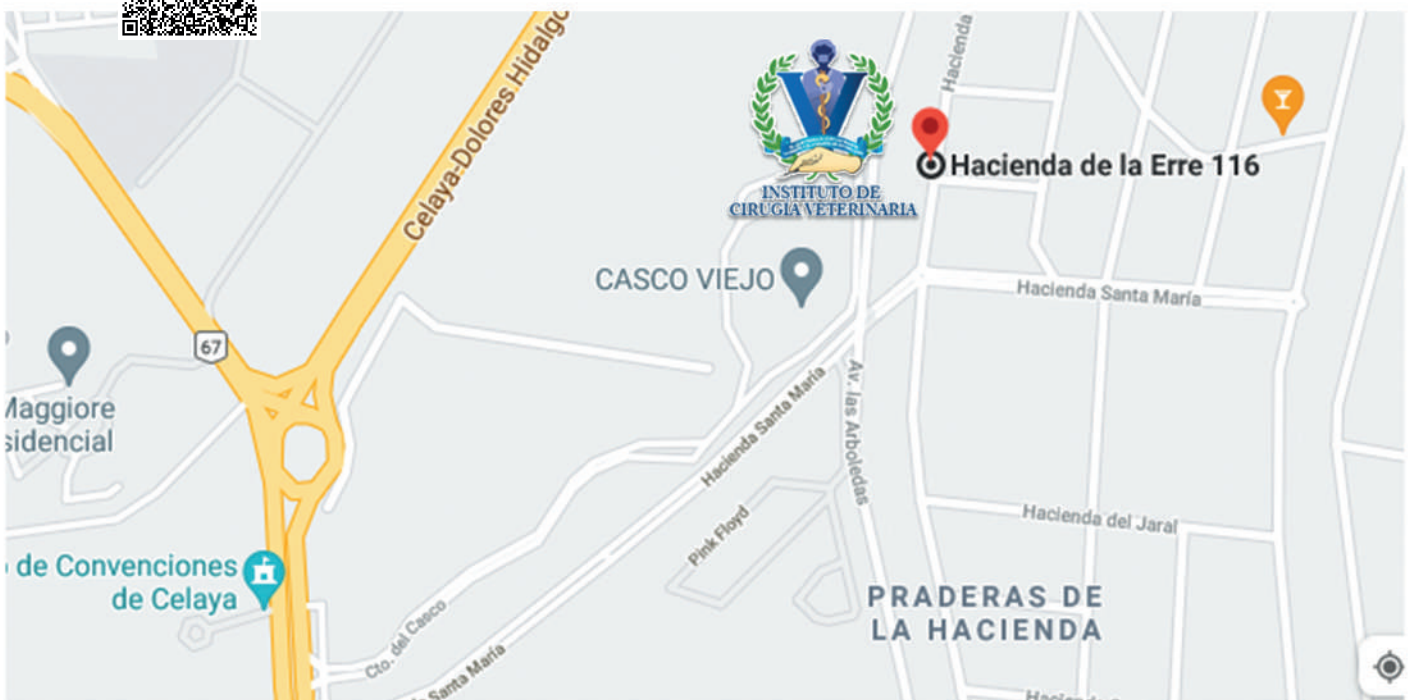 Hacienda
Celaya-Dolores Hidalgo
V
Hacienda de la Erre 116
INSTITUTO DE
CIRUGÍA VETERINARIA
CASCO VIEJO
Hacienda Santa María
67
Maggiore
sidencial
Av. las Arboledas
Hacienda Santa María
Hacienda del Jaral
Pink Floyd
de Convenciones
de Celaya
PRADERAS DE
LA HACIENDA
Cto. del Casco
Santa María